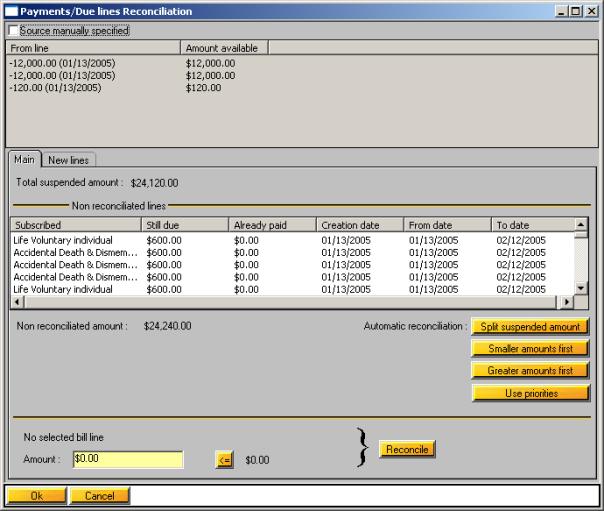 Payments/Due lines Reconciliation
Source manually specified
From line Amount available
-12,000.00 (01/13/2005) $12,000.00
-12,000.00 (01/13/2005) $12,000.00
-120.00 (01/13/2005) $120.00
Main New lines
Total suspended amount : $24,120.00
Non reconciliated lines
Subscribed Still due Already paid Creation date From date To date
Life Voluntary individual $600.00 $0.00 01/13/2005 01/13/2005 02/12/2005
Accidental Death & Dismem... $600.00 $0.00 01/13/2005 01/13/2005 02/12/2005
Accidental Death & Dismem... $600.00 $0.00 01/13/2005 01/13/2005 02/12/2005
Accidental Death & Dismem... $600.00 $0.00 01/13/2005 01/13/2005 02/12/2005
Life Voluntary individual $600.00 $0.00 01/13/2005 01/13/2005 02/12/2005
Non reconciliated amount : $24,240.00 Automatic reconciliation : Split suspended amount
Smaller amounts first
Greater amounts first
Use priorities
No selected bill line
Amount : $0.00 <= $0.00 } Reconcile
Ok Cancel